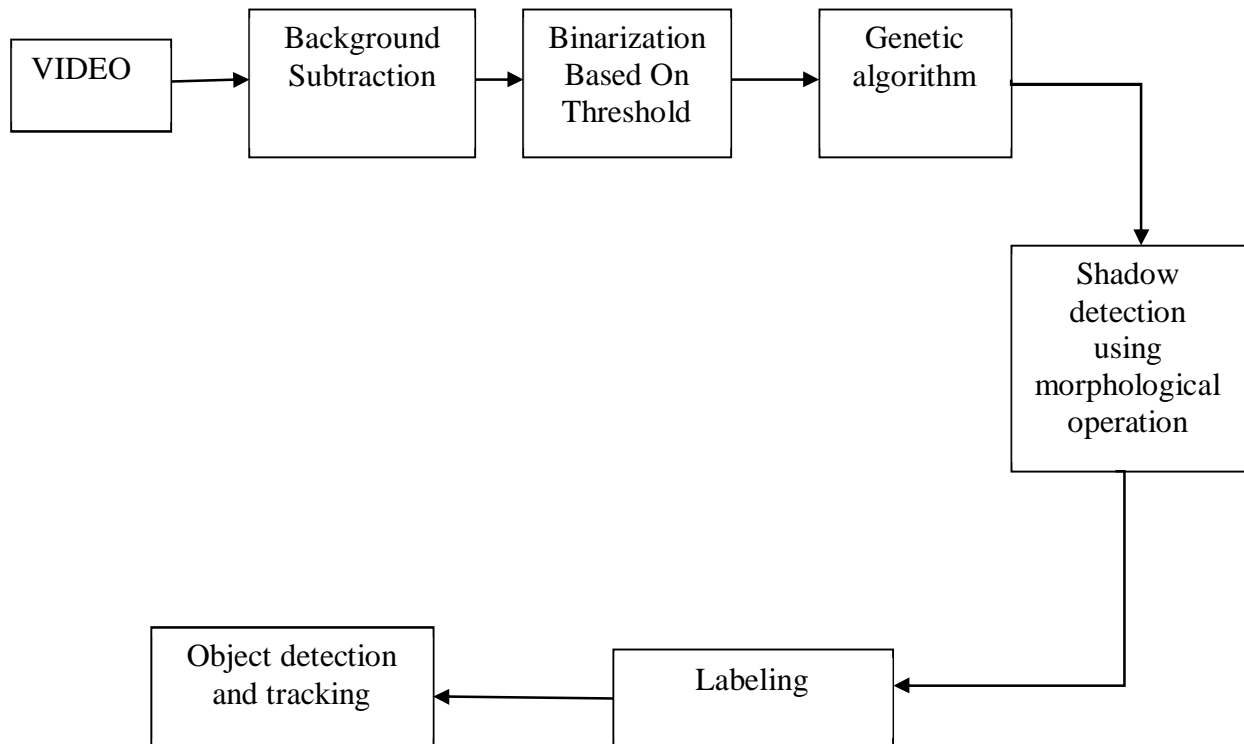 VIDEO
Background
Subtraction
Binarization
Based On
Threshold
Genetic
algorithm
Shadow
detection
using
morphological
operation
Labeling
Object detection
and tracking